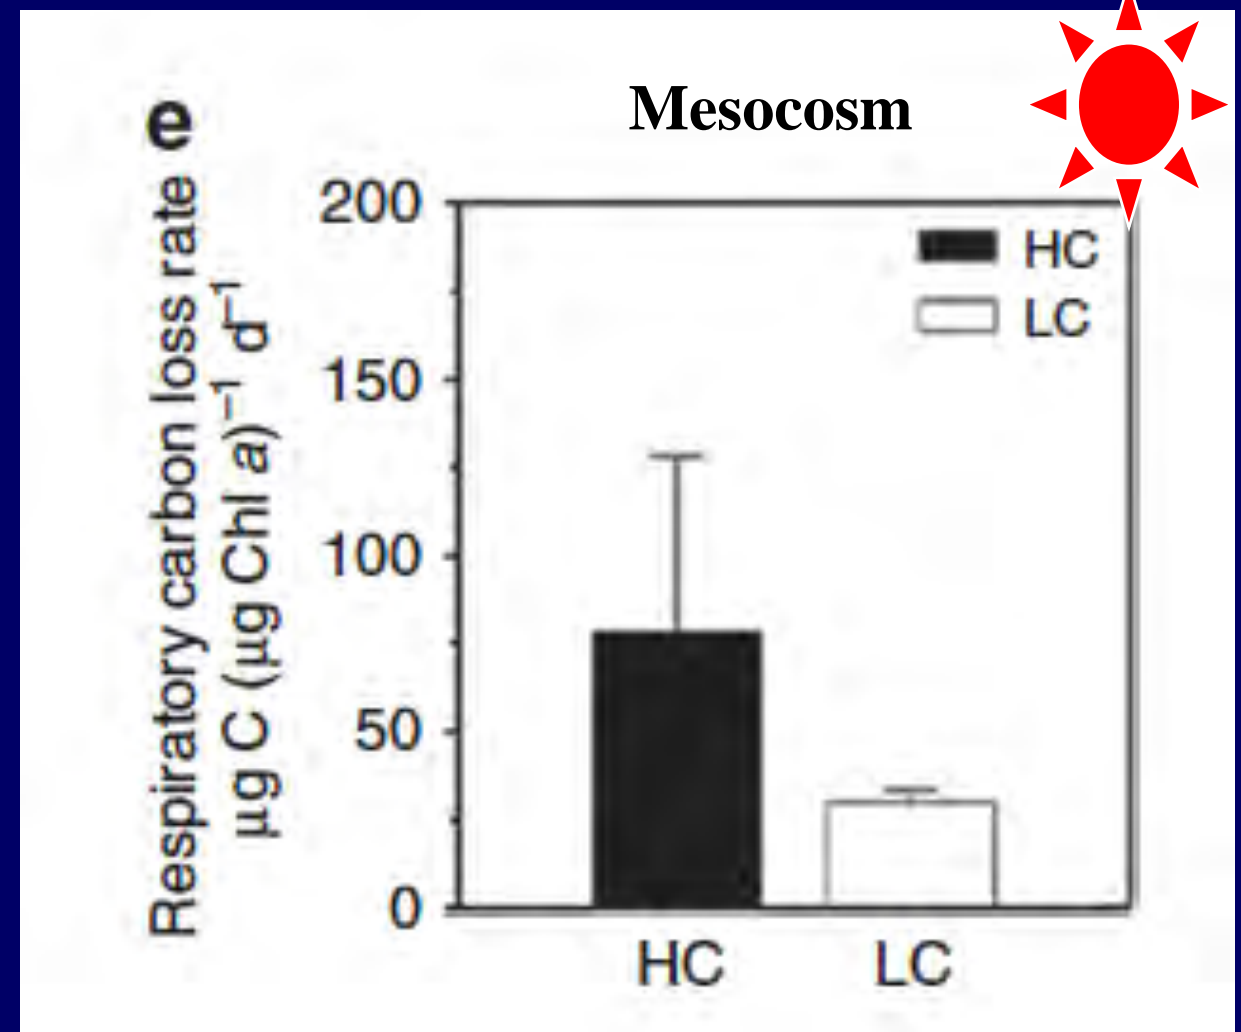 Mesocosm
e
Respiratory carbon loss rate
µg C (µg Chl a)⁻¹ d⁻¹
200
150
100
50
0
HC
LC
HC
LC